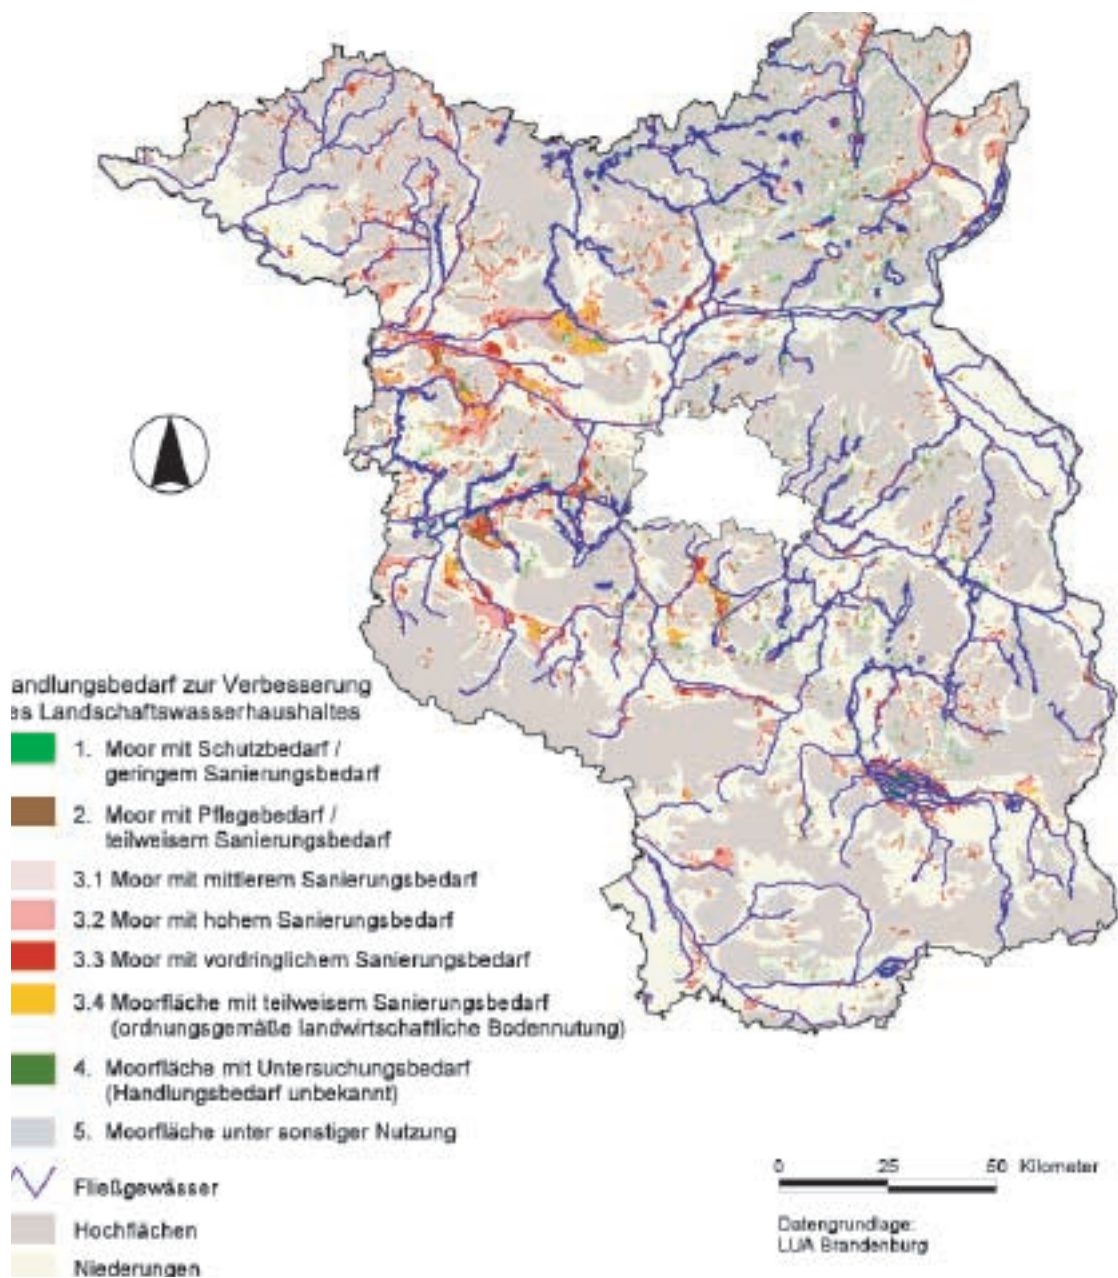 andlungsbedarf zur Verbesserung
es Landschaftswasserhaushaltes
1. Moor mit Schutzbedarf /
geringem Sanierungsbedarf
2. Moor mit Pflegebedarf /
teilweisem Sanierungsbedarf
3.1 Moor mit mittlerem Sanierungsbedarf
3.2 Moor mit hohem Sanierungsbedarf
3.3 Moor mit vordringlichem Sanierungsbedarf
3.4 Moorfläche mit teilweisem Sanierungsbedarf
(ordnungsgemäße landwirtschaftliche Bodennutzung)
4. Moorfläche mit Untersuchungsbedarf
(Handlungsbedarf unbekannt)
5. Moorfläche unter sonstiger Nutzung
Fließgewässer
Hochflächen
Niederungen
0 25 50 Kilometer
Datengrundlage:
LUA Brandenburg